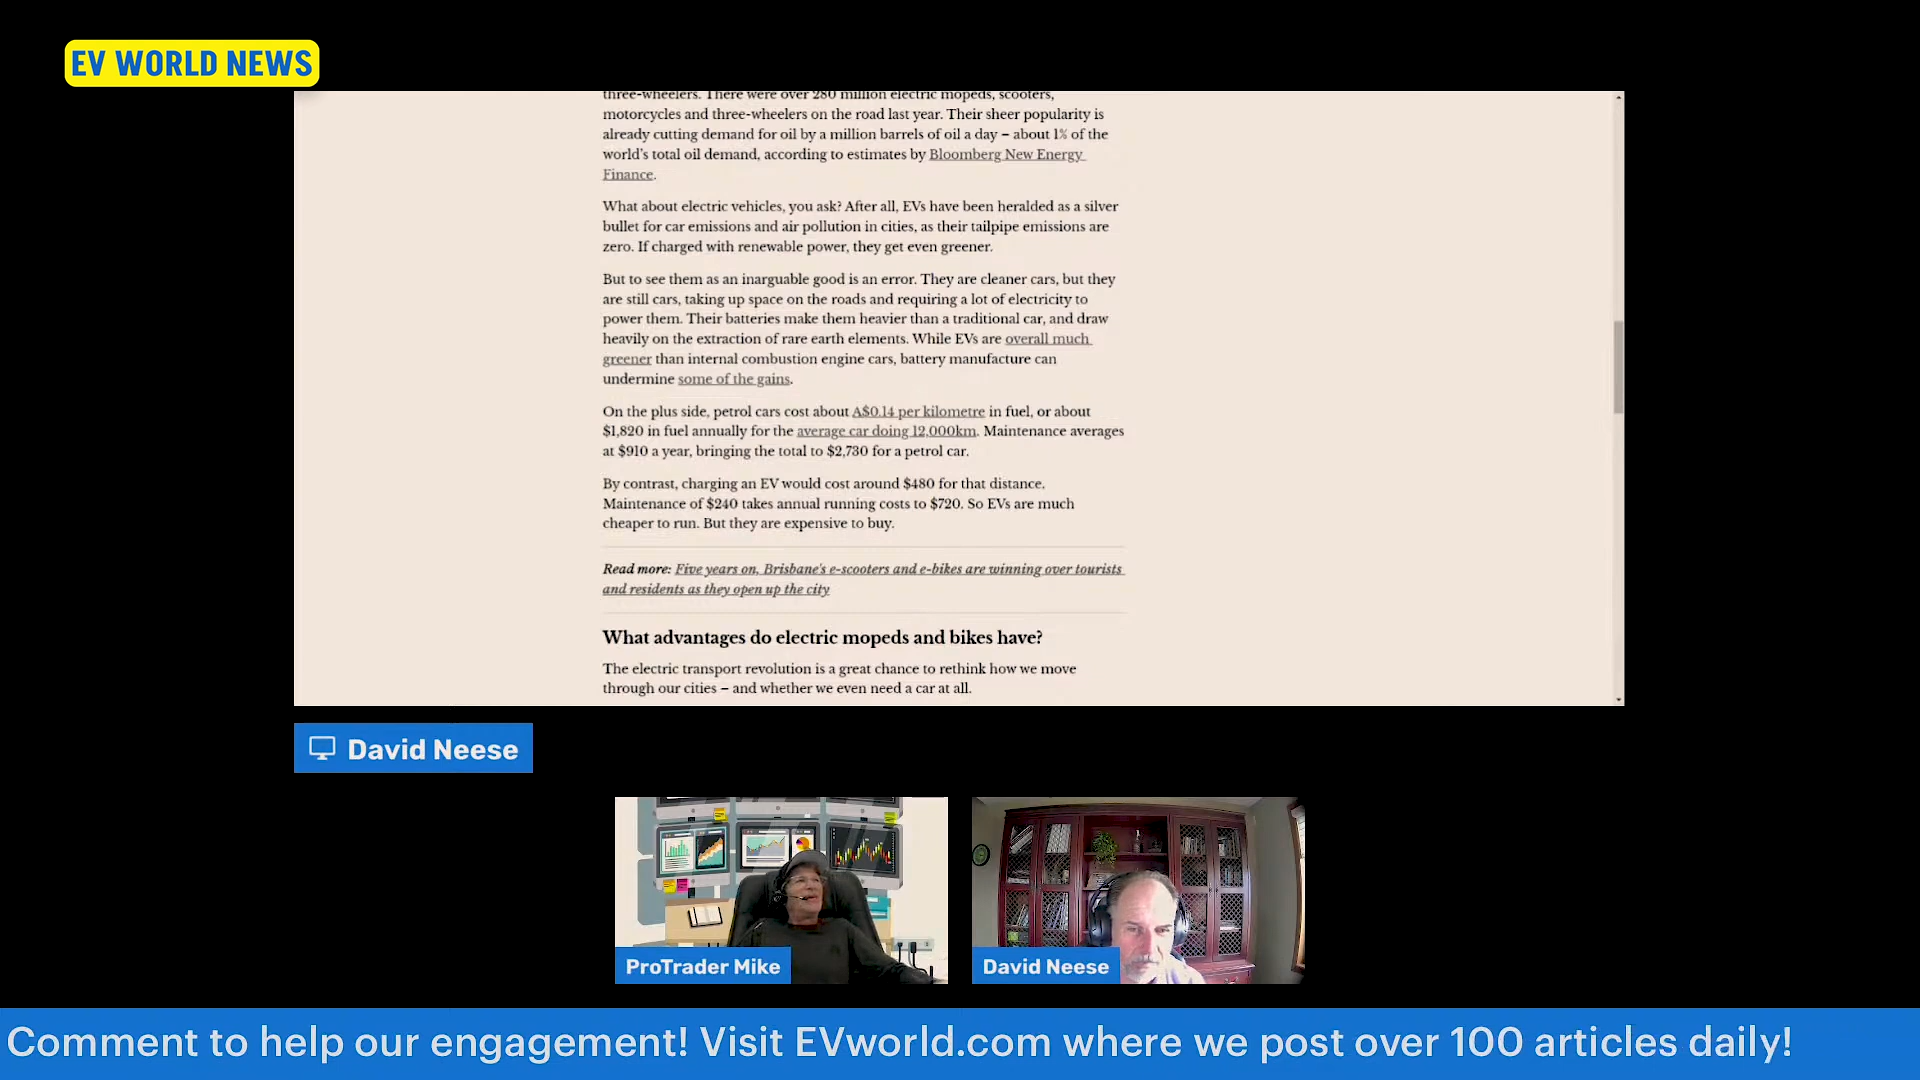 EV WORLD NEWS
three-wheelers. There were over 280 million electric mopeds, scooters,
motorcycles and three-wheelers on the road last year. Their sheer popularity is
already cutting demand for oil by a million barrels of oil a day – about 1% of the
world's total oil demand, according to estimates by Bloomberg New Energy
Finance.
What about electric vehicles, you ask? After all, EVs have been heralded as a silver
bullet for car emissions and air pollution in cities, as their tailpipe emissions are
zero. If charged with renewable power, they get even greener.
But to see them as an inarguable good is an error. They are cleaner cars, but they
are still cars, taking up space on the roads and requiring a lot of electricity to
power them. Their batteries make them heavier than a traditional car, and draw
heavily on the extraction of rare earth elements. While EVs are overall much
greener than internal combustion engine cars, battery manufacture can
undermine some of the gains.
On the plus side, petrol cars cost about A$0.14 per kilometre in fuel, or about
$1,820 in fuel annually for the average car doing 12,000km. Maintenance averages
at $910 a year, bringing the total to $2,730 for a petrol car.
By contrast, charging an EV would cost around $480 for that distance.
Maintenance of $240 takes annual running costs to $720. So EVs are much
cheaper to run. But they are expensive to buy.
Read more: Five years on, Brisbane's e-scooters and e-bikes are winning over tourists
and residents as they open up the city
What advantages do electric mopeds and bikes have?
The electric transport revolution is a great chance to rethink how we move
through our cities – and whether we even need a car at all.
David Neese
ProTrader Mike
David Neese
Comment to help our engagement! Visit EVworld.com where we post over 100 articles daily!